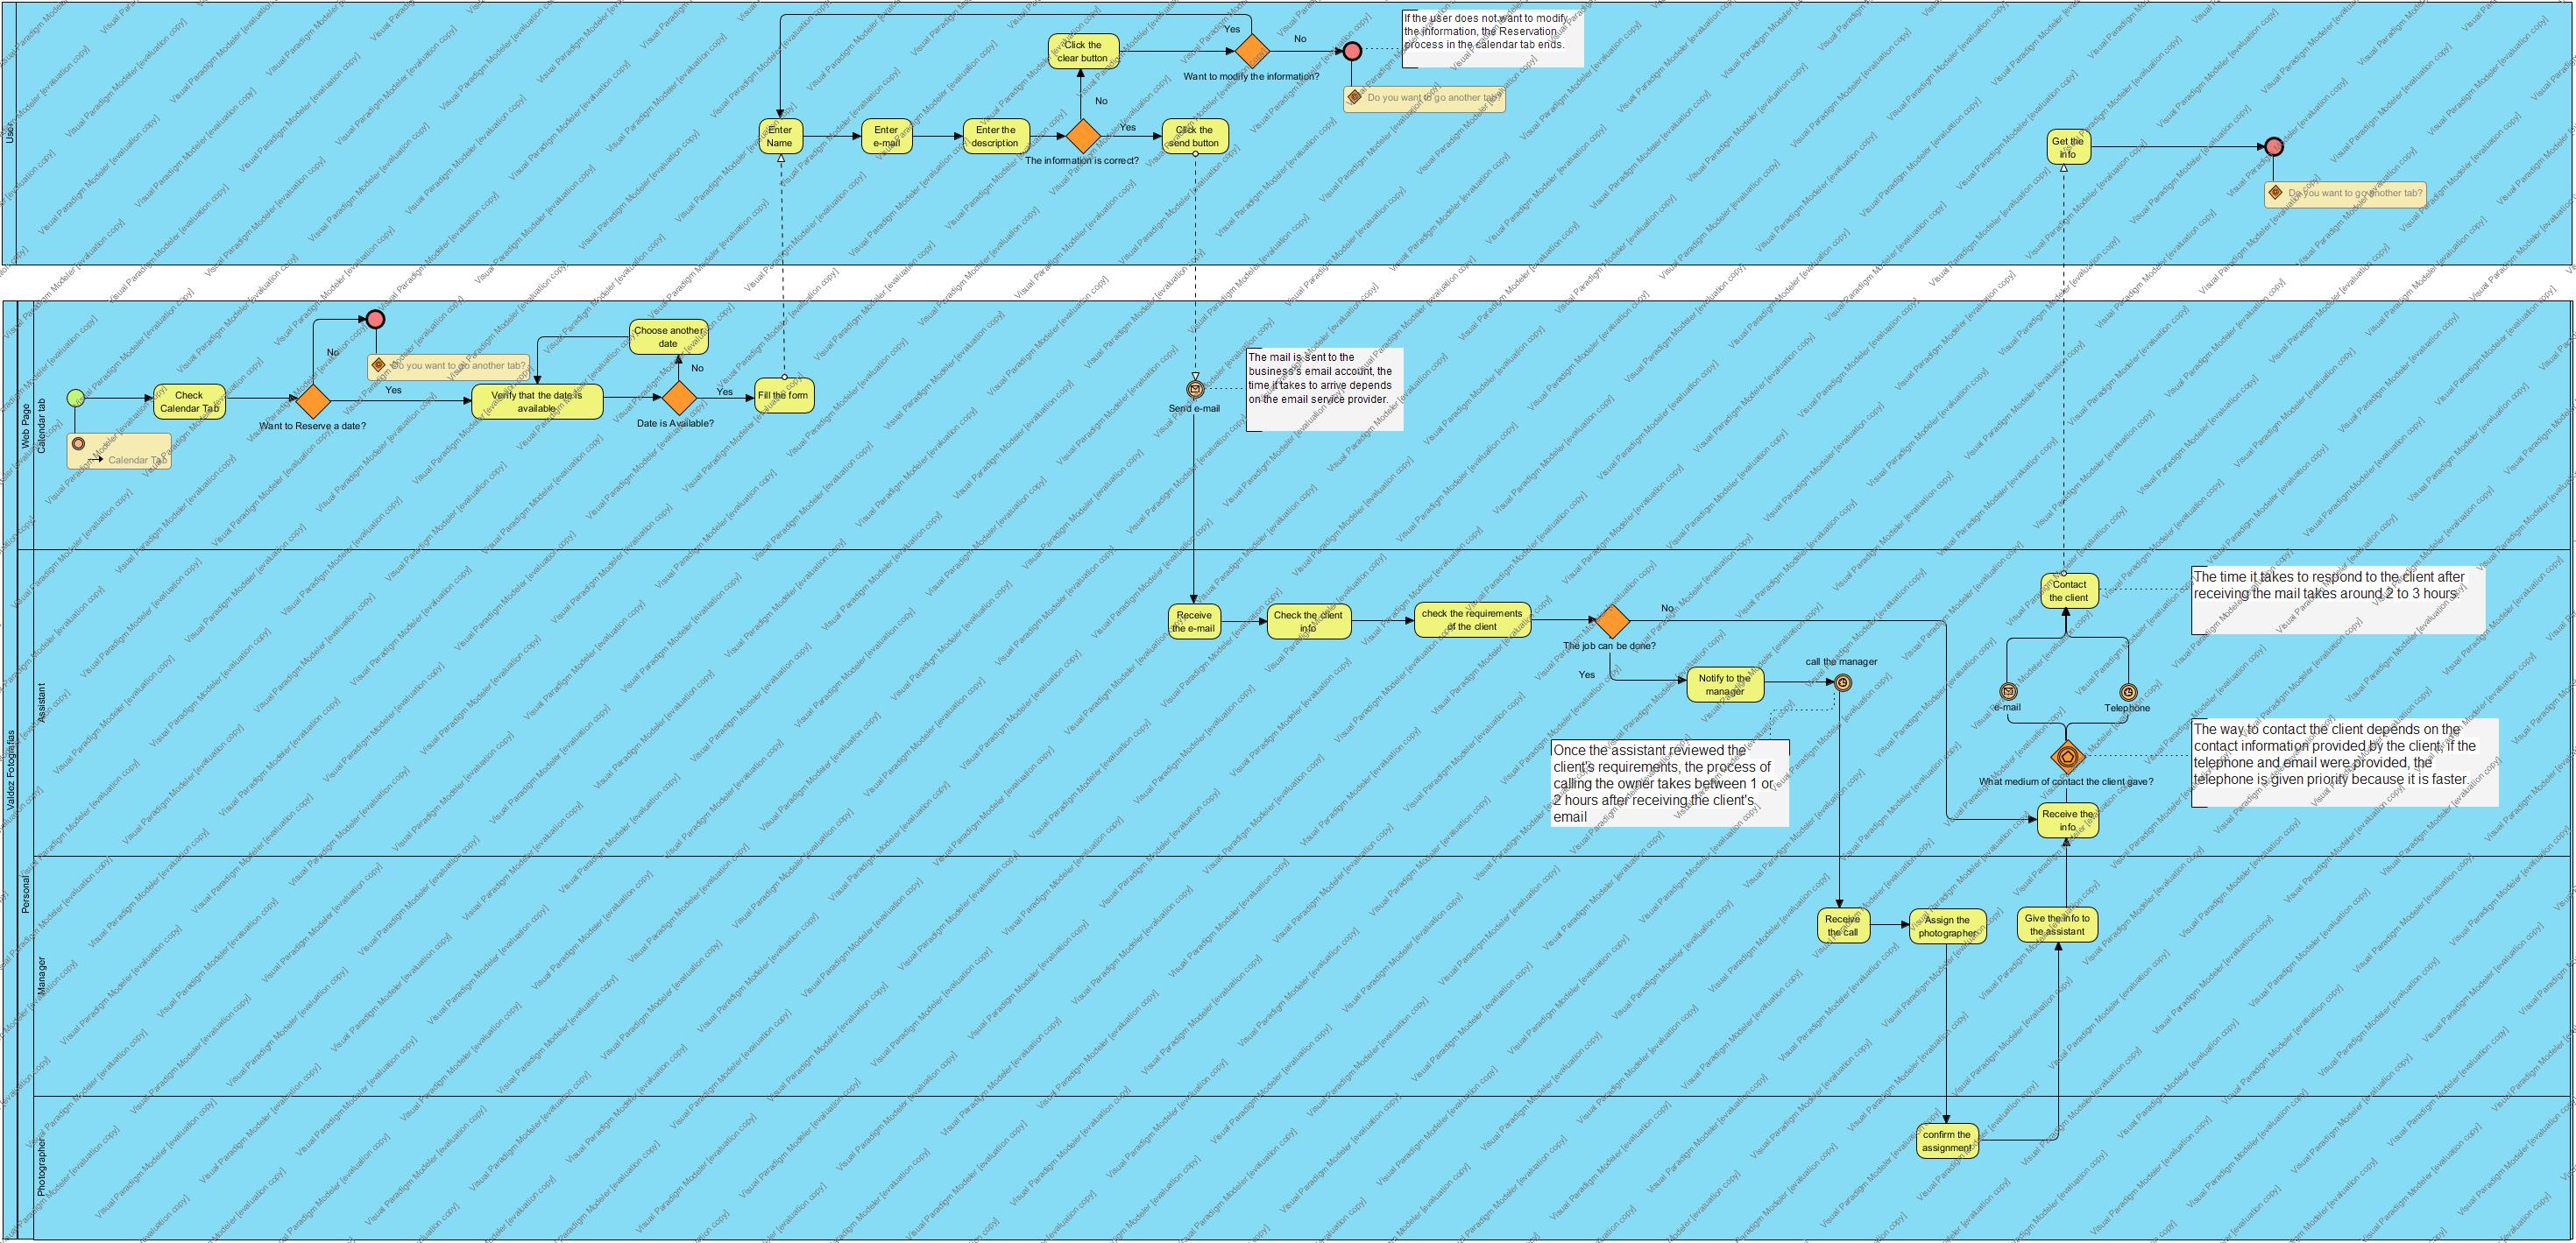 User
Yes
No
If the user does not want to modify
the information, the Reservation
process in the calendar tab ends.
Click the
clear button
Want to modify the information?
Do you want to go another tab?
No
Enter
Name
Enter
e-mail
Enter the
description
Yes
Click the
send button
The information is correct?
Get the
info
Do you want to go another tab?
Valdez Fotografias
Web Pago
Calendar tab
No
Do you want to go another tab?
Choose another
date
No
Check
Calendar Tab
Yes
Want to Reserve a date?
Verify that the date is
available
Yes
Date is Available?
Fill the form
Calendar Tab
Send e-mail
The mail is sent to the
business's email account, the
time it takes to arrive depends
on the email service provider.
Personal
Assistant
Receive
the e-mail
Check the client
info
check the requirements
of the client
No
The job can be done?
Yes
Notify to the
manager
call the manager
Once the assistant reviewed the
client's requirements, the process of
calling the owner takes between 1 or
2 hours after receiving the client's
email
Contact
the client
The time it takes to respond to the client after
receiving the mail takes around 2 to 3 hours
e-mail
Telephone
The way to contact the client depends on the
contact information provided by the client, if the
telephone and email were provided, the
telephone is given priority because it is faster.
What medium of contact the client gave?
Receive the
info
Manager
Receive
the call
Assign the
photographer
Give the info to
the assistant
Photographer
confirm the
assignment
Visual Paradigm Modeler [evaluation copy]